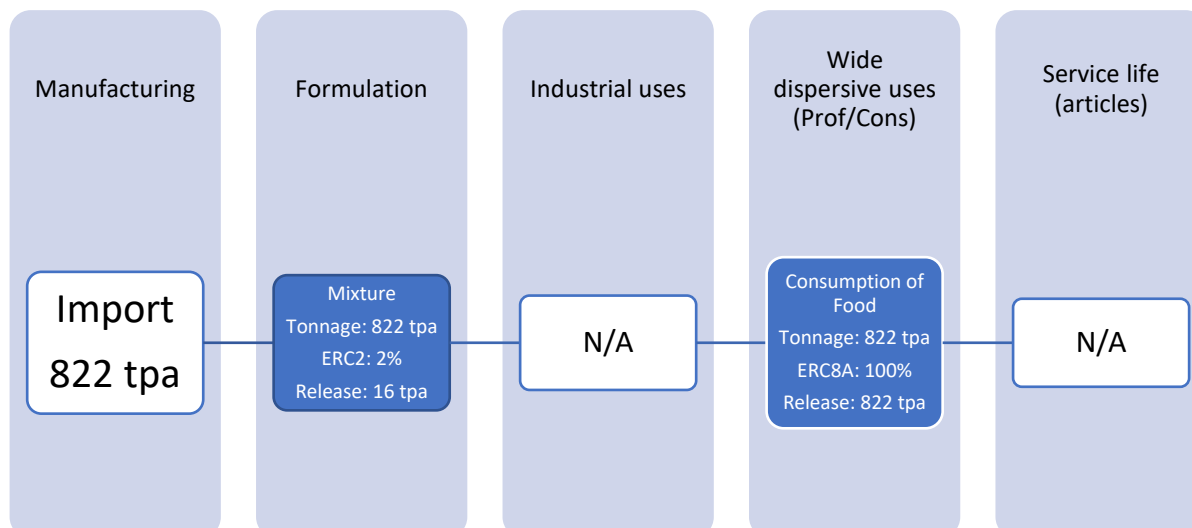 Manufacturing
Import
822 tpa
Formulation
Mixture
Tonnage: 822 tpa
ERC2: 2%
Release: 16 tpa
Industrial uses
N/A
Wide
dispersive uses
(Prof/Cons)
Consumption of
Food
Tonnage: 822 tpa
ERC8A: 100%
Release: 822 tpa
Service life
(articles)
N/A